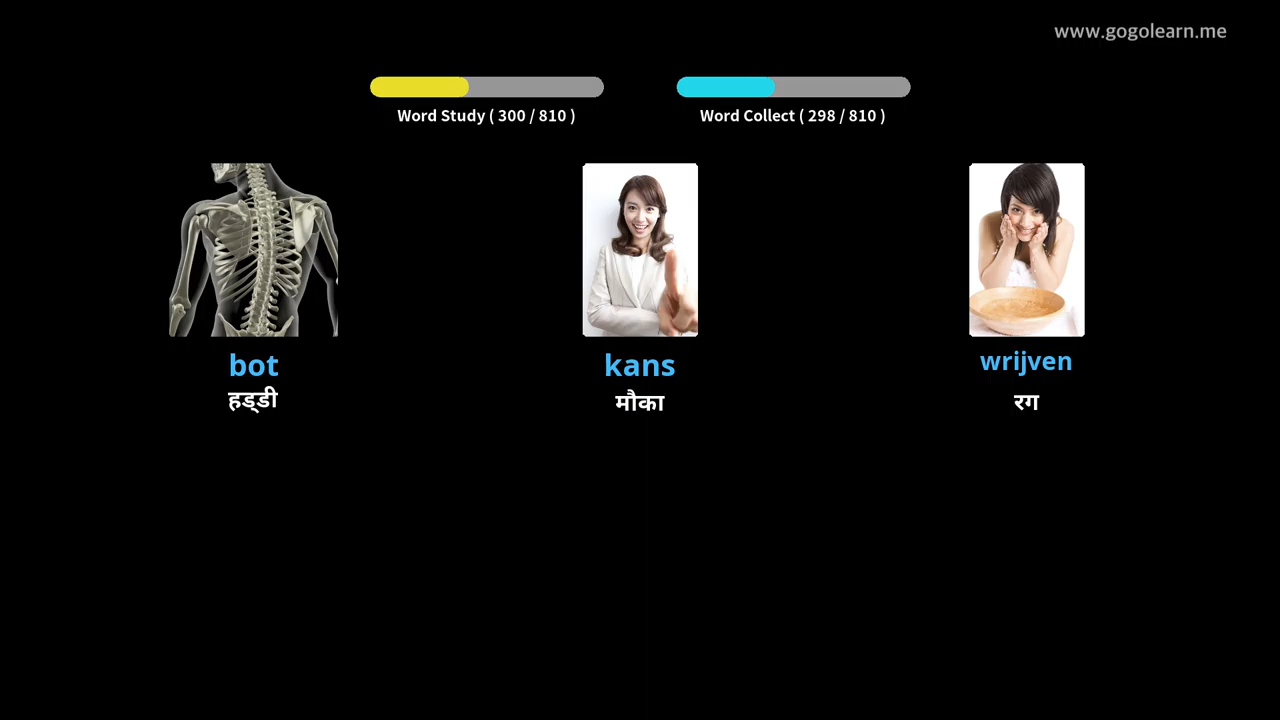 www.gogolearn.me
Word Study ( 300 / 810 )
Word Collect ( 298 / 810 )
bot
हड्डी
kans
मौका
wrijven
रग